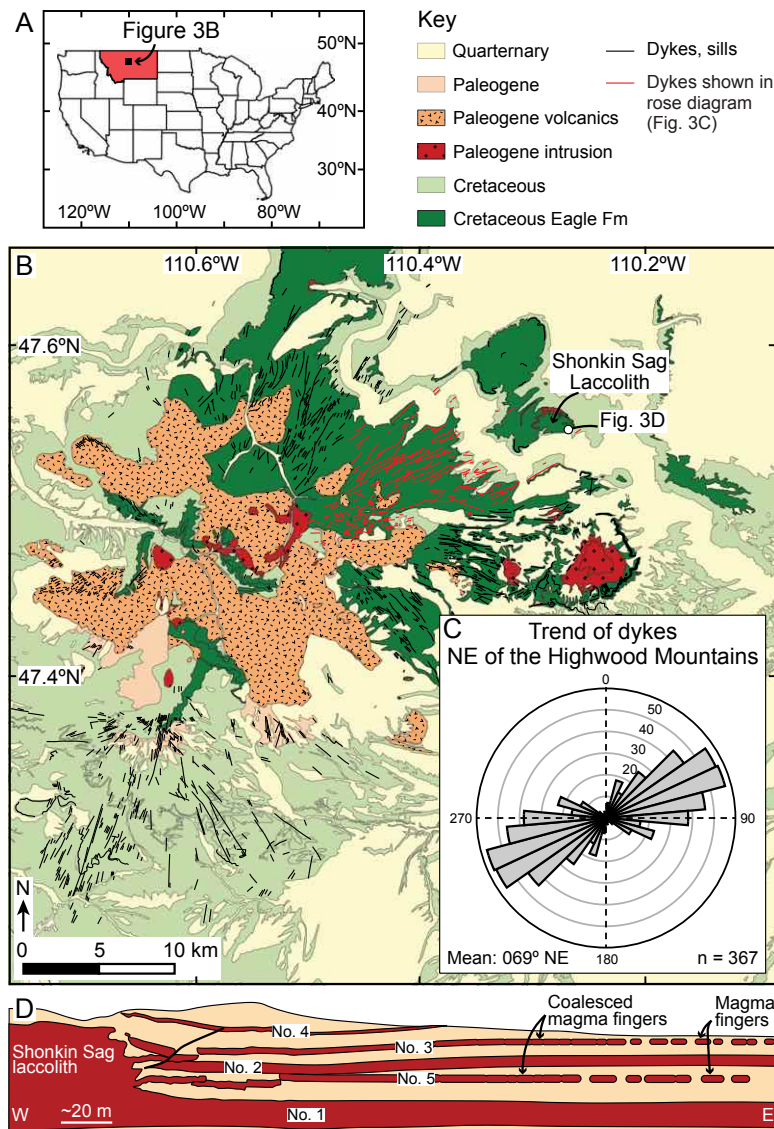 A
Figure 3B
50ºN
40ºN
30ºN
120ºW
100ºW
80ºW
Key
Quarternary
Paleogene
Paleogene volcanics
Paleogene intrusion
Cretaceous
Cretaceous Eagle Fm
Dykes, sills
Dykes shown in
rose diagram
(Fig. 3C)
B
110.6ºW
110.4ºW
110.2ºW
47.6ºN
47.4ºN
Shonkin Sag
Laccolith
Fig. 3D
N
0
5
10 km
C
Trend of dykes
NE of the Highwood Mountains
0
50
40
30
20
270
90
180
Mean: 069º NE
n = 367
D
Shonkin Sag
laccolith
No. 4
No. 3
No. 2
No. 5
No. 1
Coalesced
magma fingers
Magma
fingers
W
~20 m
E